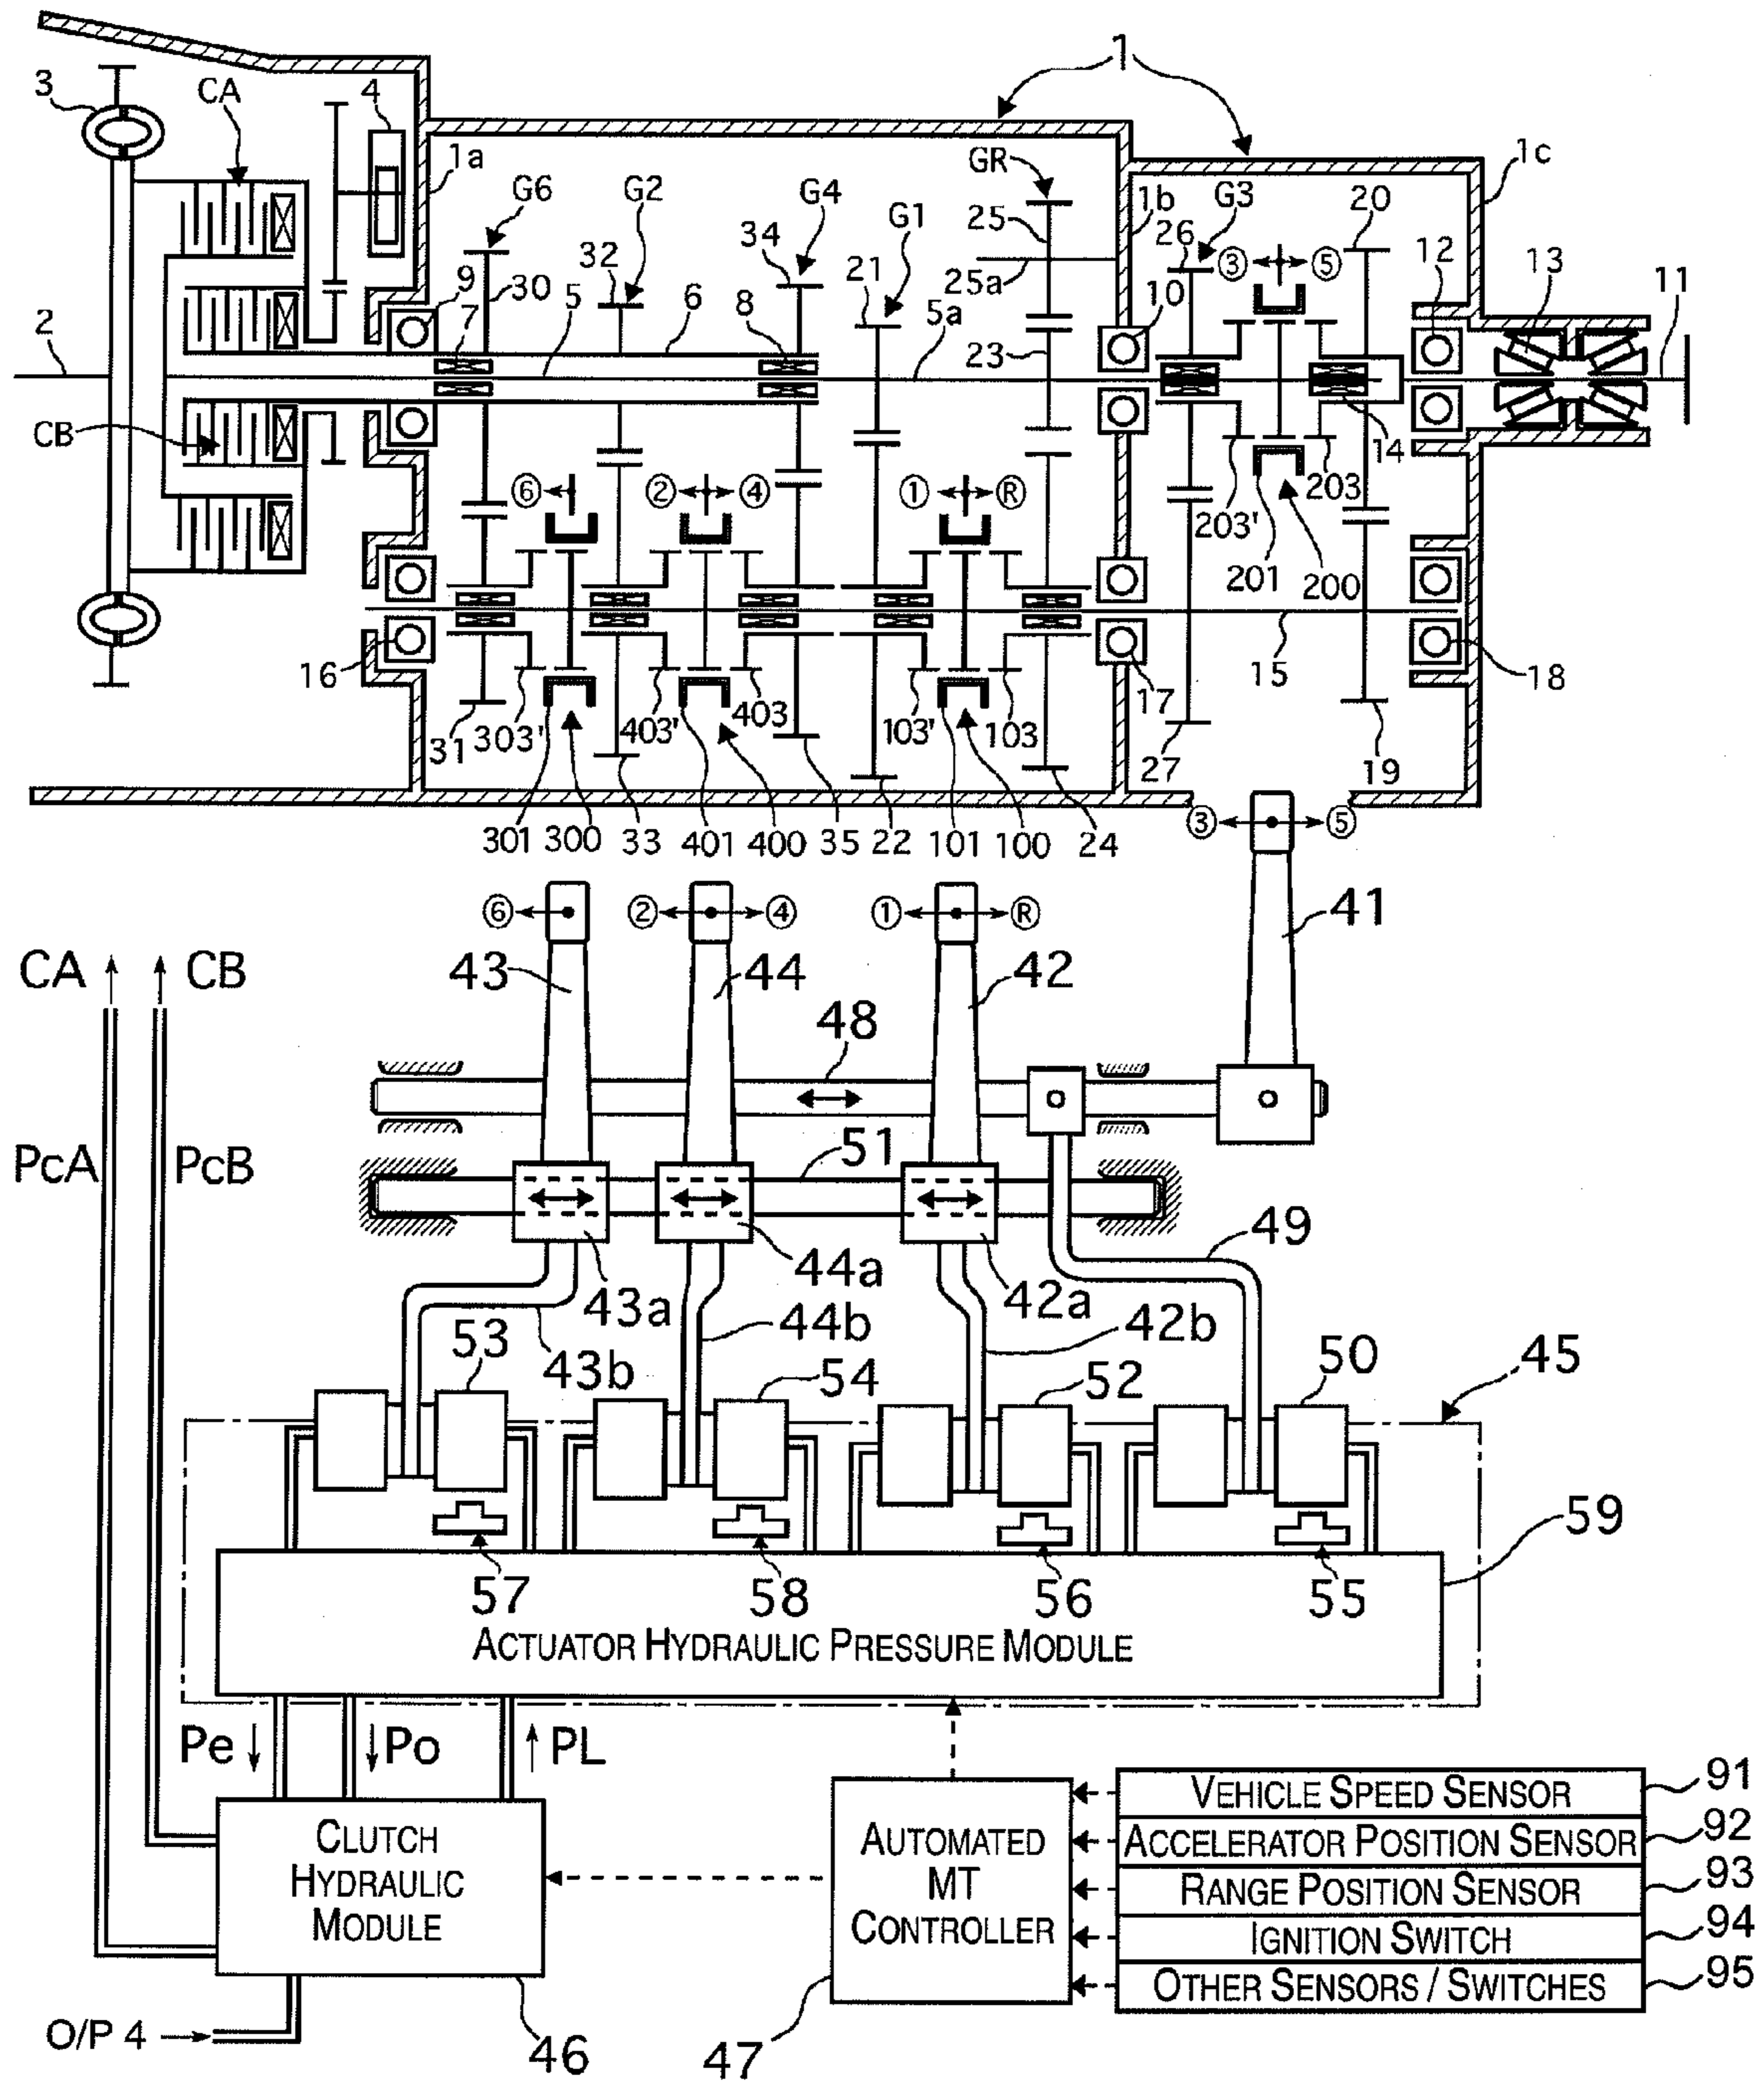 1
3
CA
4
1a
GR
1b
1c
G6
G2
G4
G1
25
26
G3
20
34
32
21
③ ⑤
12
13
11
9
7
30
5
6
8
5a
25a
10
23
2
CB
⑥
② ④
① Ⓡ
14
203
203'
201
200
16
15
18
17
31
303'
403'
403
103'
103
27
19
301
300
33
401
400
35
22
101
100
24
③ ⑤
⑥
② ④
① Ⓡ
41
CA
CB
43
44
42
48
PcA
PcB
51
49
43a
44a
42a
44b
42b
43b
53
54
52
50
45
59
57
58
56
55
ACTUATOR HYDRAULIC PRESSURE MODULE
Pe
Po
PL
CLUTCH
HYDRAULIC
MODULE
AUTOMATED
MT
CONTROLLER
VEHICLE SPEED SENSOR
91
ACCELERATOR POSITION SENSOR
92
RANGE POSITION SENSOR
93
IGNITION SWITCH
94
OTHER SENSORS / SWITCHES
95
O/P 4
46
47